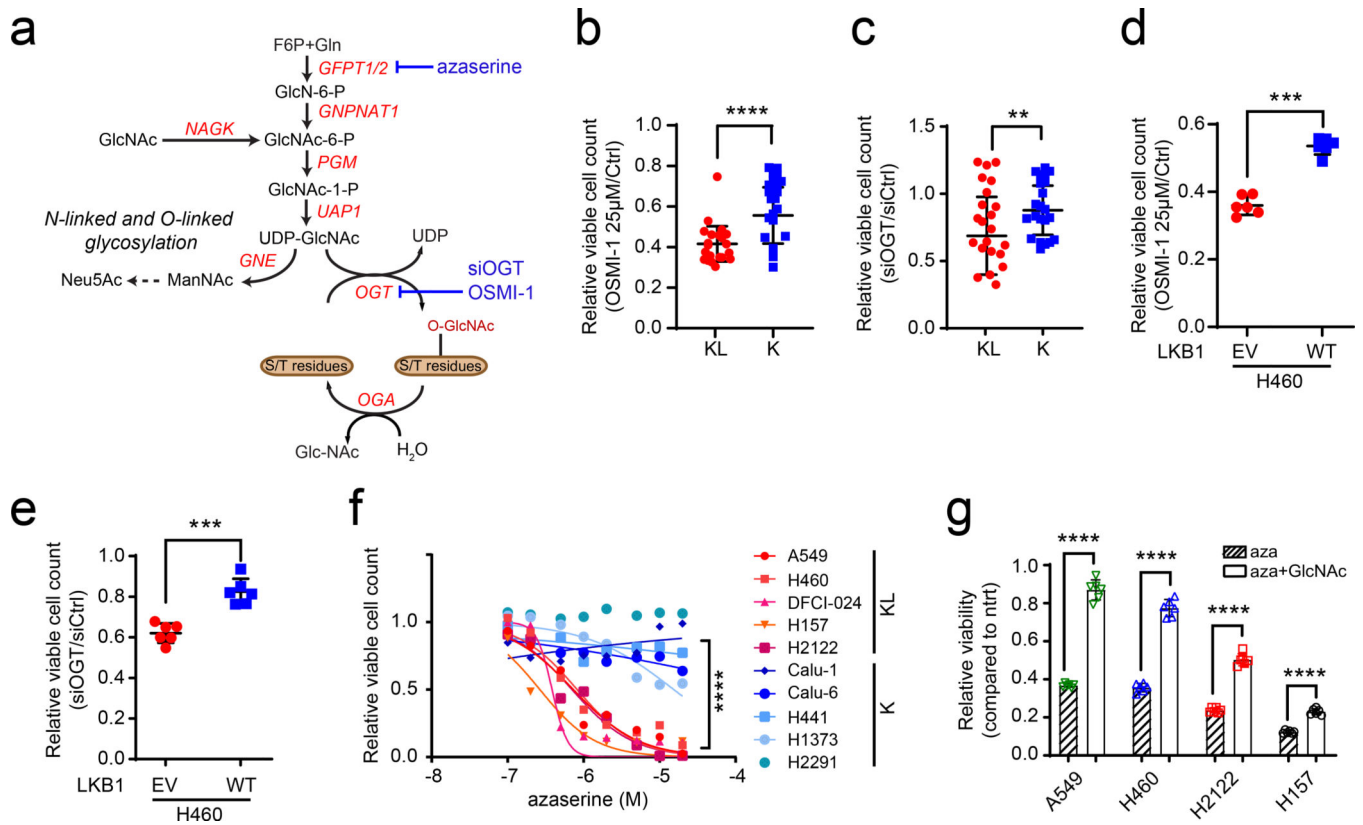 a
F6P+Gln
GFPT1/2
azaserine
GlcN-6-P
GNPNAT1
GlcNAc
NAGK
GlcNAc-6-P
PGM
GlcNAc-1-P
UAP1
N-linked and O-linked
glycosylation
UDP-GlcNAc
UDP
GNE
Neu5Ac
ManNAc
siOGT
OGT
OSMI-1
O-GlcNAc
S/T residues
S/T residues
OGA
Glc-NAc
H2O
b
Relative viable cell count
(OSMI-1 25µM/Ctrl)
****
1.0
0.8
0.6
0.4
0.2
0.0
KL
K
c
Relative viable cell count
(siOGT/siCtrl)
**
1.5
1.0
0.5
0.0
KL
K
d
Relative viable cell count
(OSMI-1 25µM/Ctrl)
***
0.6
0.4
0.2
0.0
LKB1
EV
WT
H460
e
Relative viable cell count
(siOGT/siCtrl)
***
1.0
0.8
0.6
0.4
0.2
0.0
LKB1
EV
WT
H460
f
Relative viable cell count
1.0
0.5
0.0
-8
-7
-6
-5
-4
azaserine (M)
****
A549
H460
DFCI-024
H157
H2122
Calu-1
Calu-6
H441
H1373
H2291
KL
K
g
Relative viability
(compared to ntrt)
1.0
0.8
0.6
0.4
0.2
0.0
****
****
****
****
aza
aza+GlcNAc
A549
H460
H2122
H157